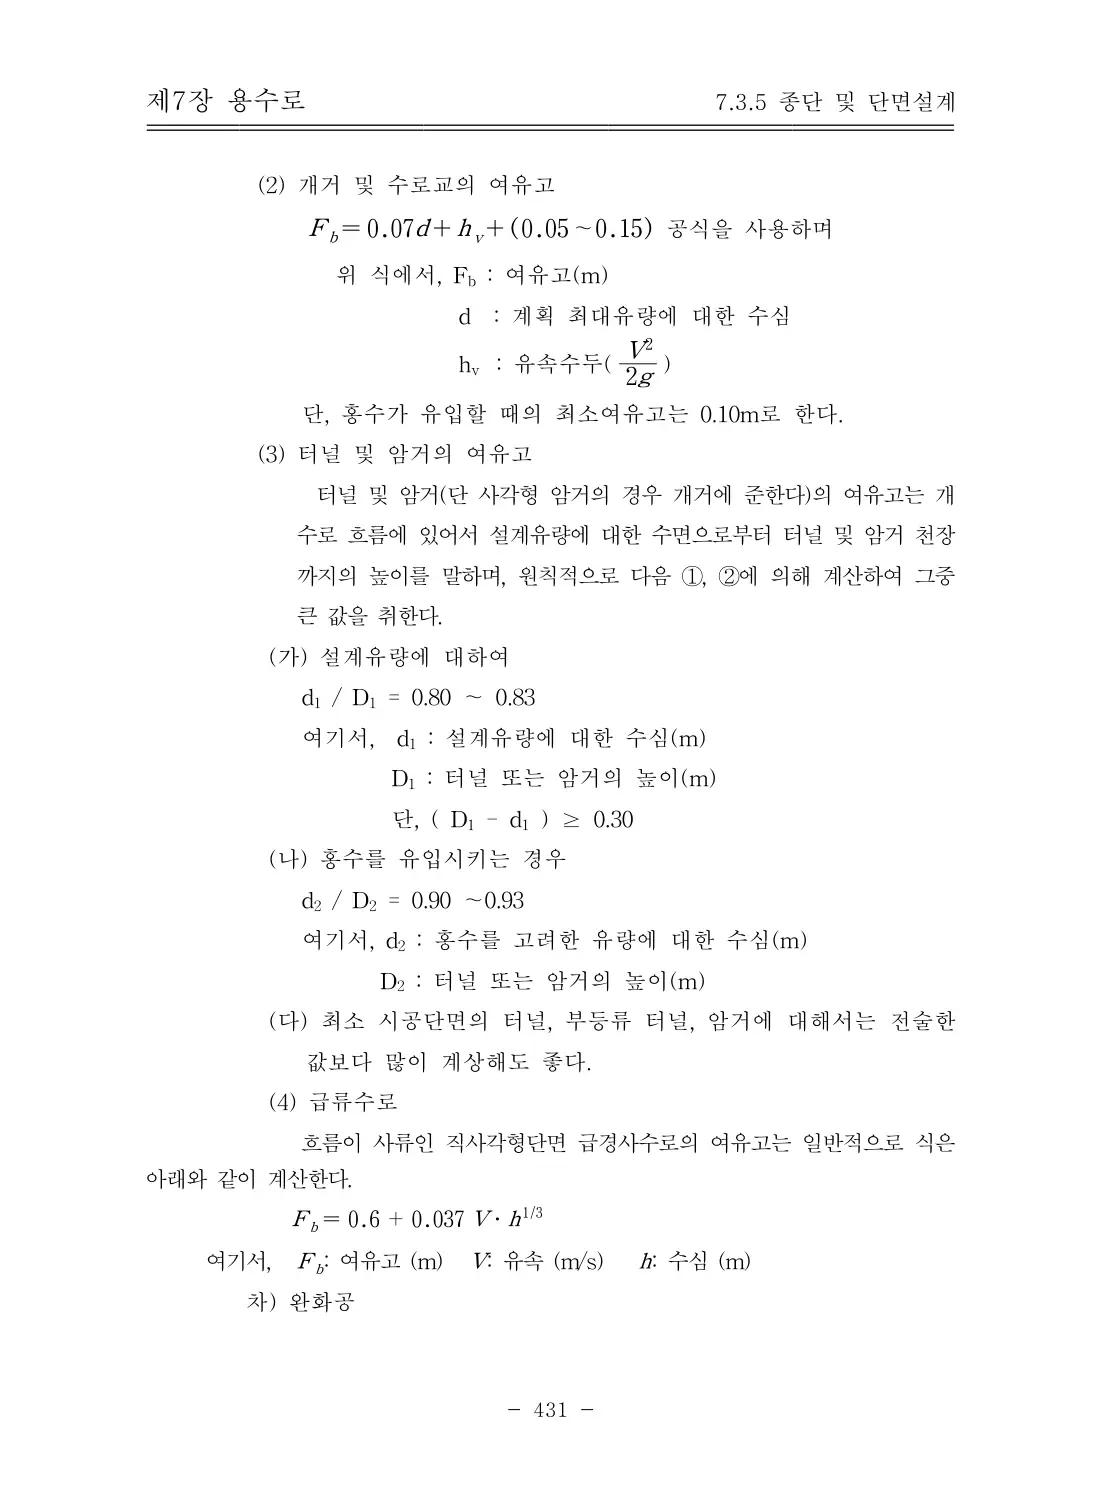 제7장 용수로
7.3.5 종단 및 단면설계
(2) 개거 및 수로교의 여유고
F_b = 0.07d + h_v + (0.05 ~ 0.15) 공식을 사용하며
위 식에서, F_b : 여유고(m)
d : 계획 최대유량에 대한 수심
h_v : 유속수두( V²/2g )
단, 홍수가 유입할 때의 최소여유고는 0.10m로 한다.
(3) 터널 및 암거의 여유고
터널 및 암거(단 사각형 암거의 경우 개거에 준한다)의 여유고는 개
수로 흐름에 있어서 설계유량에 대한 수면으로부터 터널 및 암거 천장
까지의 높이를 말하며, 원칙적으로 다음 ①, ②에 의해 계산하여 그중
큰 값을 취한다.
(가) 설계유량에 대하여
d₁ / D₁ = 0.80 ~ 0.83
여기서, d₁ : 설계유량에 대한 수심(m)
D₁ : 터널 또는 암거의 높이(m)
단, ( D₁ - d₁ ) ≥ 0.30
(나) 홍수를 유입시키는 경우
d₂ / D₂ = 0.90 ~0.93
여기서, d₂ : 홍수를 고려한 유량에 대한 수심(m)
D₂ : 터널 또는 암거의 높이(m)
(다) 최소 시공단면의 터널, 부등류 터널, 암거에 대해서는 전술한
값보다 많이 계상해도 좋다.
(4) 급류수로
흐름이 사류인 직사각형단면 급경사수로의 여유고는 일반적으로 식은
아래와 같이 계산한다.
F_b = 0.6 + 0.037 V · h^1/3
여기서, F_b: 여유고 (m) V: 유속 (m/s) h: 수심 (m)
차) 완화공
- 431 -